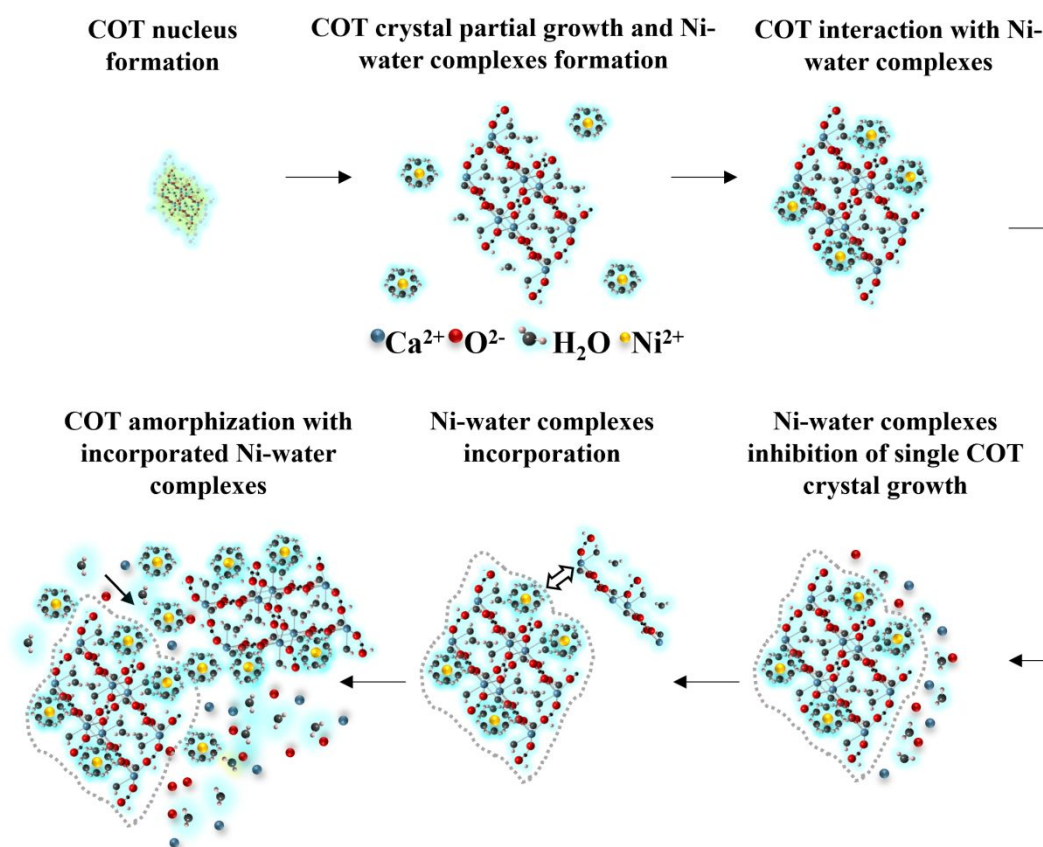 COT nucleus
formation
COT crystal partial growth and Ni-
water complexes formation
COT interaction with Ni-
water complexes
Ca²⁺ O²⁻ H₂O Ni²⁺
COT amorphization with
incorporated Ni-water
complexes
Ni-water complexes
incorporation
Ni-water complexes
inhibition of single COT
crystal growth